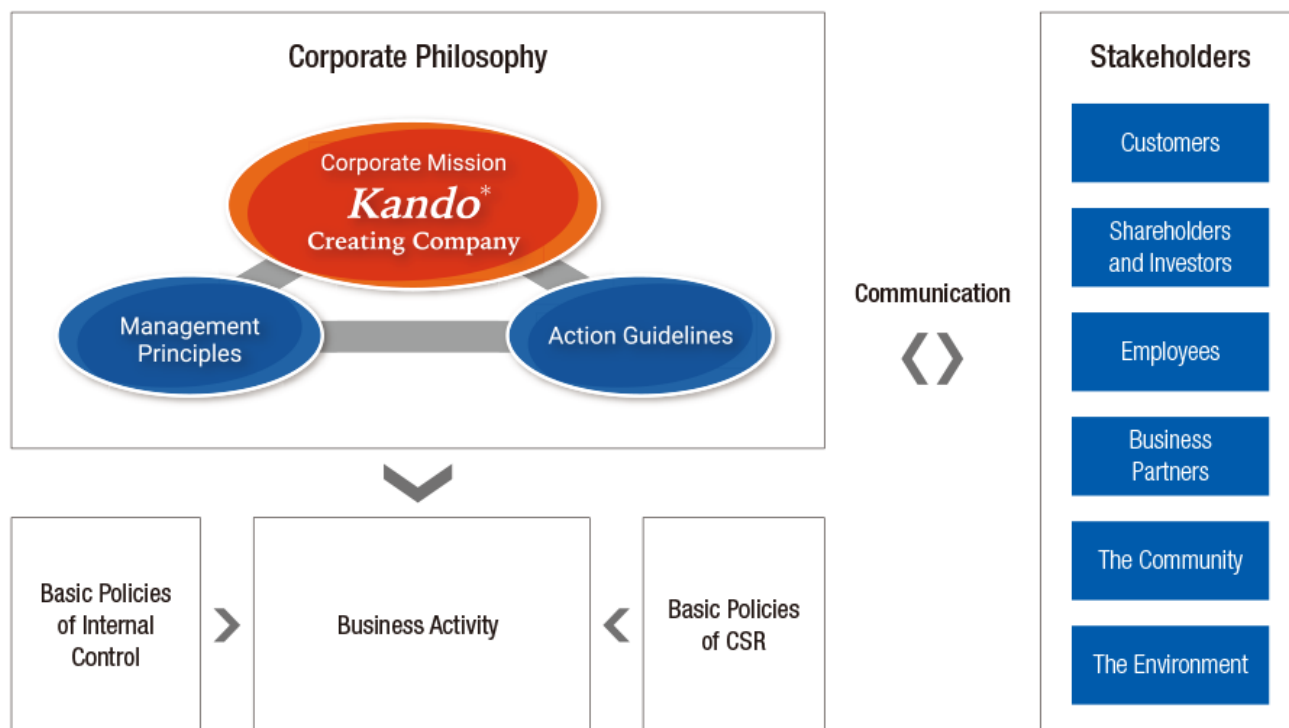 Corporate Philosophy
Corporate Mission
Kando*
Creating Company
Management
Principles
Action Guidelines
Communication
Stakeholders
Customers
Shareholders
and Investors
Employees
Business
Partners
The Community
The Environment
Basic Policies
of Internal
Control
Business Activity
Basic Policies
of CSR